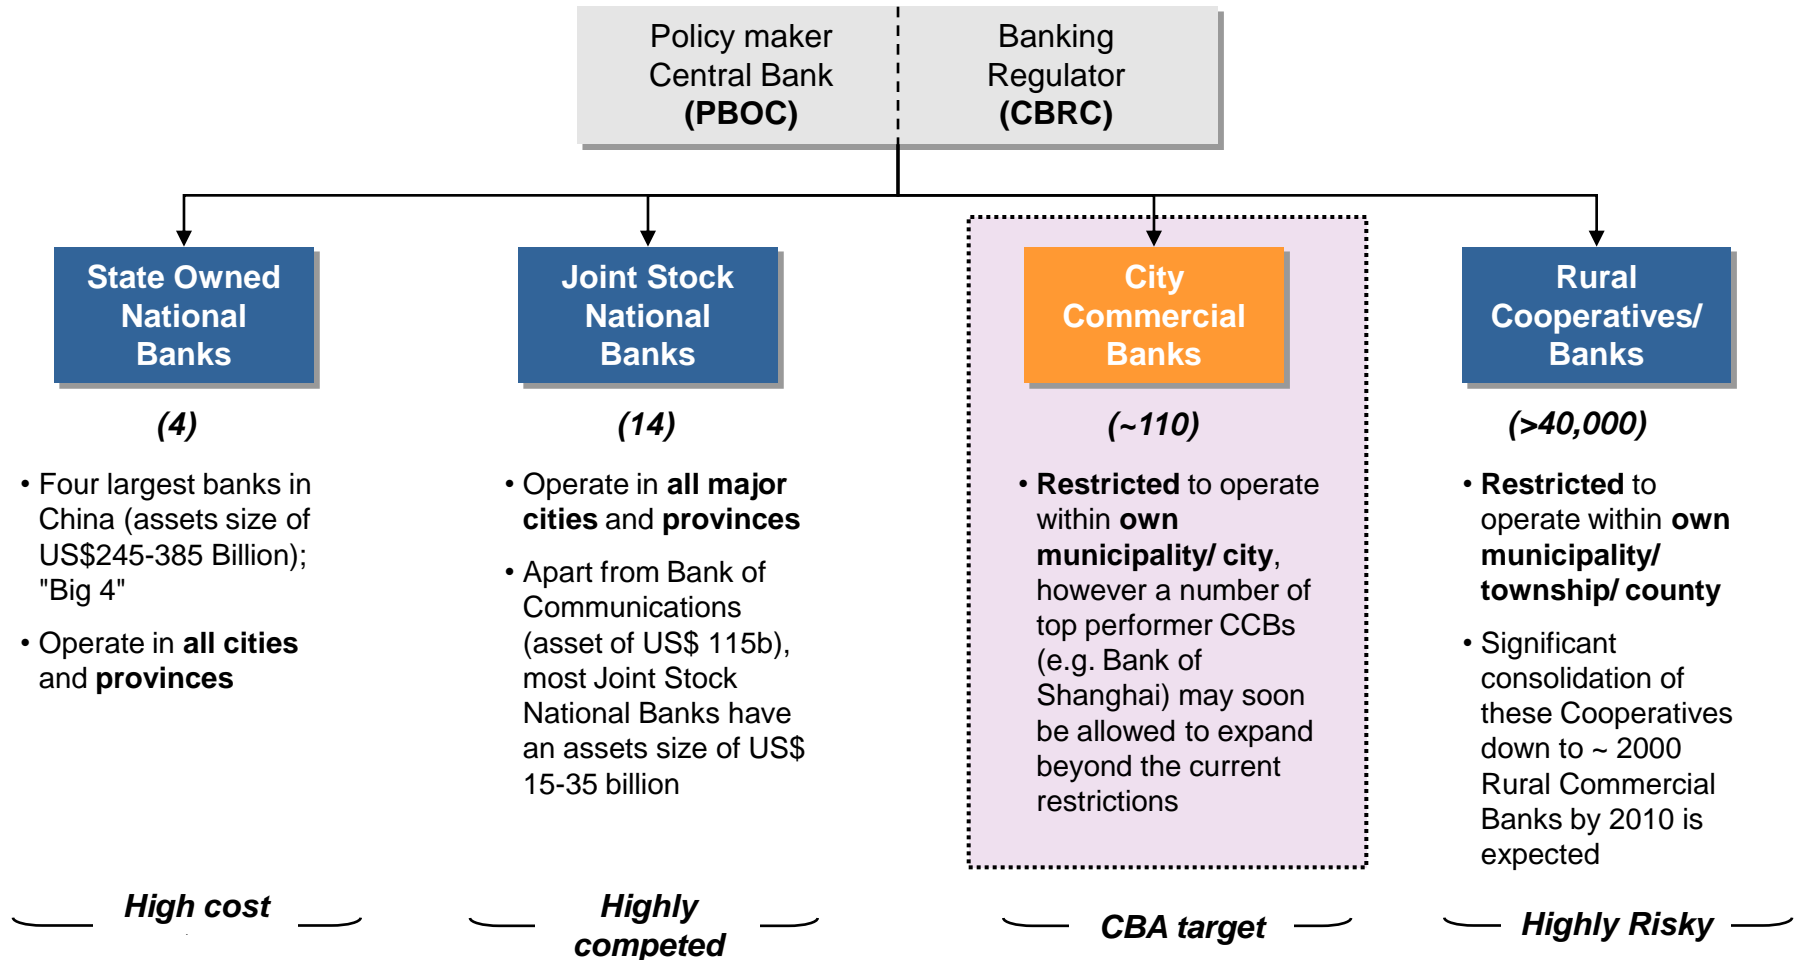 Policy maker
Central Bank
(PBOC)
Banking
Regulator
(CBRC)
State Owned
National
Banks
(4)
• Four largest banks in
China (assets size of
US$245-385 Billion);
"Big 4"
• Operate in all cities
and provinces
High cost
Joint Stock
National
Banks
(14)
• Operate in all major
cities and provinces
• Apart from Bank of
Communications
(asset of US$ 115b),
most Joint Stock
National Banks have
an assets size of US$
15-35 billion
Highly
competed
City
Commercial
Banks
(~110)
• Restricted to operate
within own
municipality/ city,
however a number of
top performer CCBs
(e.g. Bank of
Shanghai) may soon
be allowed to expand
beyond the current
restrictions
CBA target
Rural
Cooperatives/
Banks
(>40,000)
• Restricted to
operate within own
municipality/
township/ county
• Significant
consolidation of
these Cooperatives
down to ~ 2000
Rural Commercial
Banks by 2010 is
expected
Highly Risky